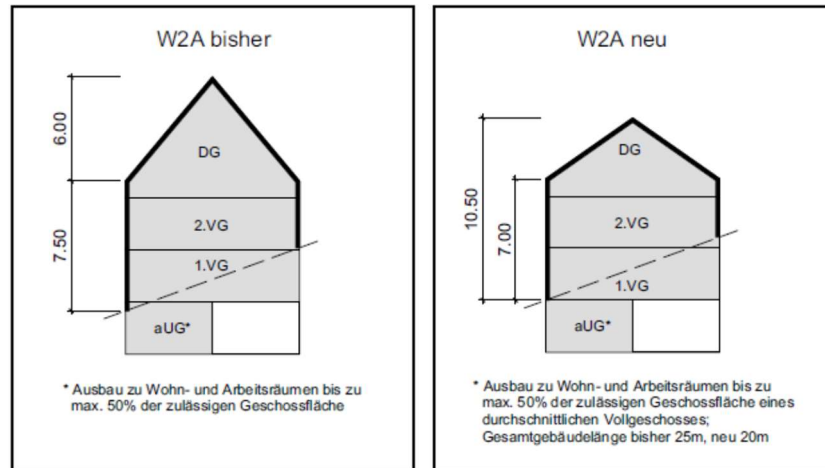 W2A bisher
6.00
7.50
DG
2.VG
1.VG
aUG*
* Ausbau zu Wohn- und Arbeitsräumen bis zu
max. 50% der zulässigen Geschossfläche
W2A neu
10.50
7.00
DG
2.VG
1.VG
aUG*
* Ausbau zu Wohn- und Arbeitsräumen bis zu
max. 50% der zulässigen Geschossfläche eines
durchschnittlichen Vollgeschosses;
Gesamtgebäudelänge bisher 25m, neu 20m